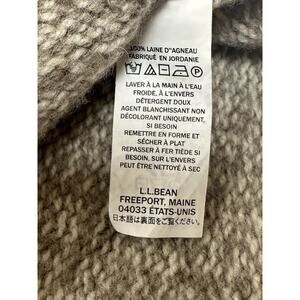 100% LAINE D'AGNEAU
FABRIQUÉ EN JORDANIE
LAVER À LA MAIN À L'EAU
FROIDE, À L'ENVERS
DÉTERGENT DOUX
AGENT BLANCHISSANT NON
DÉCOLORANT UNIQUEMENT,
SI BESOIN
REMETTRE EN FORME ET
SÉCHER À PLAT
REPASSER À FER TIÈDE SI
BESOIN, SUR L'ENVERS
PEUT ÊTRE NETTOYÉ À SEC
L.L.BEAN
FREEPORT, MAINE
04033 ÉTATS-UNIS
日本語は裏面をご覧ください。